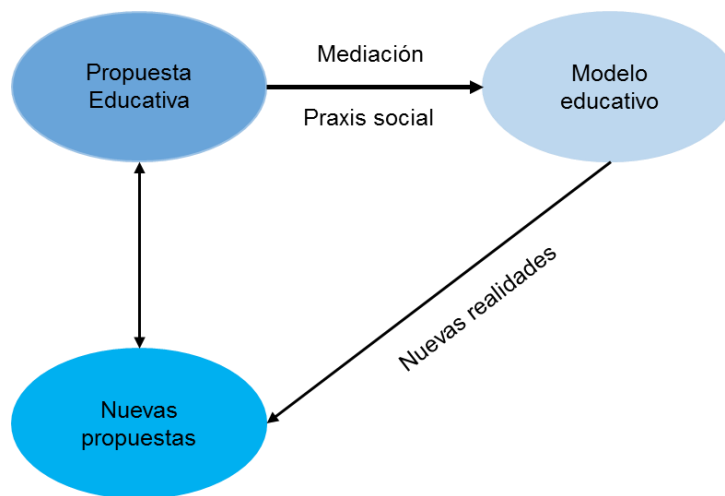 Propuesta
Educativa
Mediación
Praxis social
Modelo
educativo
Nuevas realidades
Nuevas
propuestas